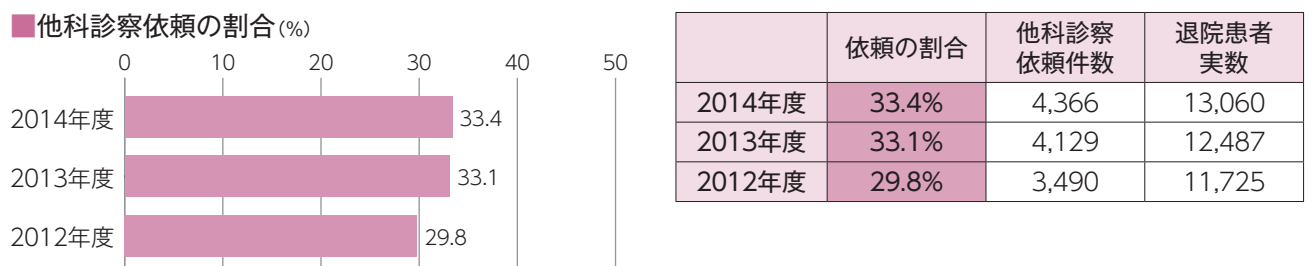 ■他科診察依頼の割合(%)
0 10 20 30 40 50
2014年度 33.4
2013年度 33.1
2012年度 29.8
依頼の割合 他科診察依頼件数 退院患者実数
2014年度 33.4% 4,366 13,060
2013年度 33.1% 4,129 12,487
2012年度 29.8% 3,490 11,725